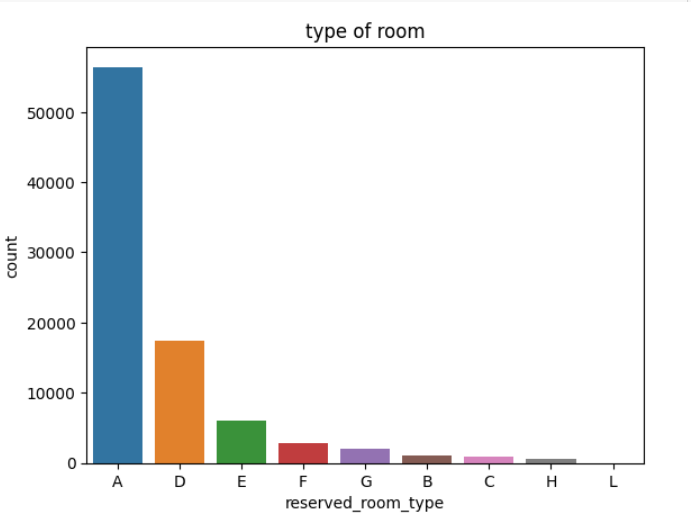 type of room
50000
40000
30000
20000
10000
0
count
A D E F G B C H L
reserved_room_type